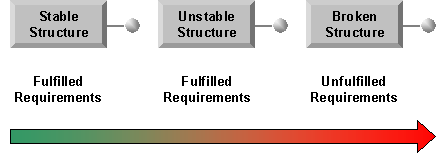 Stable
Structure
Unstable
Structure
Broken
Structure
Fulfilled
Requirements
Fulfilled
Requirements
Unfulfilled
Requirements